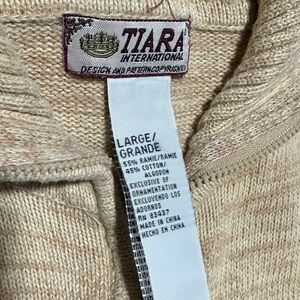 TIARA
INTERNATIONAL
DESIGN AND PATTERN COPYRIGHTED
LARGE/
GRANDE
55% RAMIE/RAMIE
45% COTTON/
ALGODON
EXCLUSIVE OF
ORNAMENTATION
EXCLUYENDO LOS
ADORNOS
RN 83437
MADE IN CHINA
HECHO EN CHINA